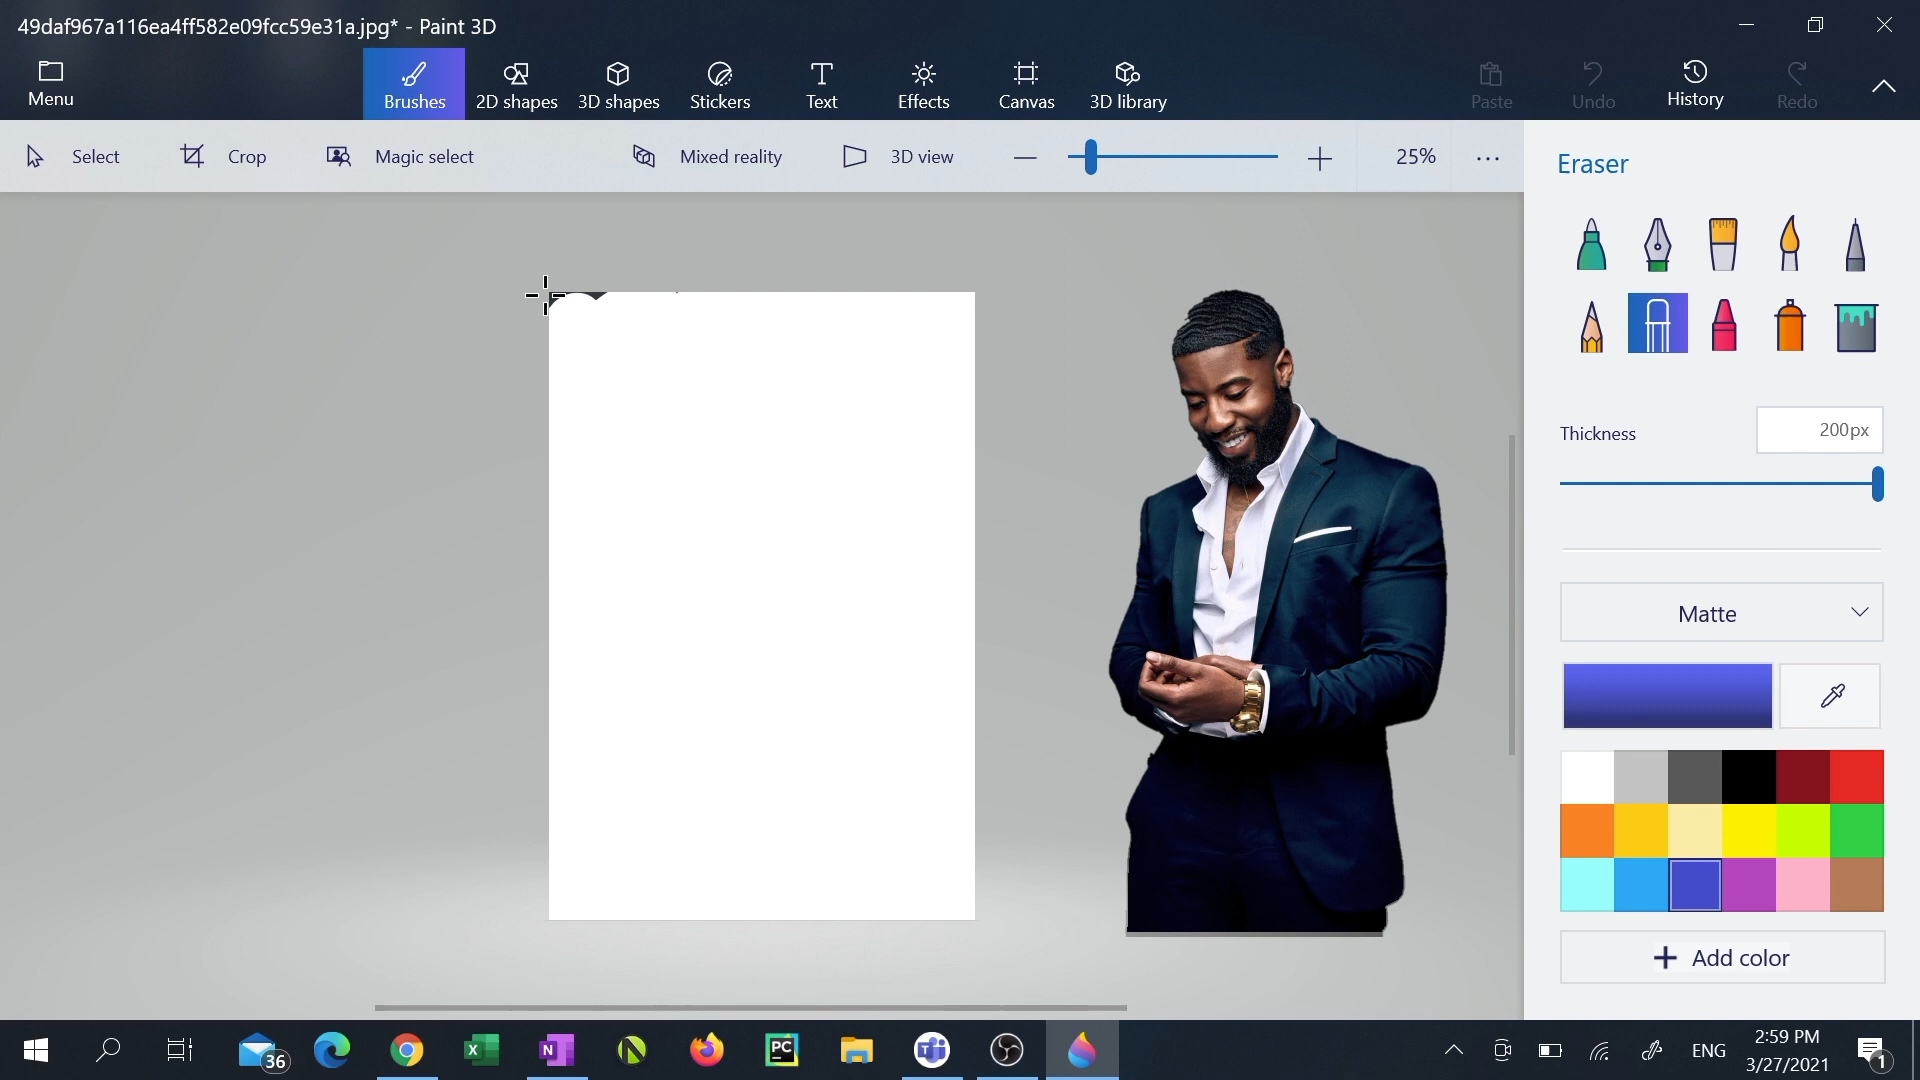 49daf967a116ea4ff582e09fcc59e31a.jpg* - Paint 3D
Menu
Brushes
2D shapes
3D shapes
Stickers
Text
Effects
Canvas
3D library
Paste
Undo
History
Redo
Select
Crop
Magic select
Mixed reality
3D view
25%
...
Eraser
Thickness
200px
Matte
Add color
36
N
PC
ENG
2:59 PM
3/27/2021
1